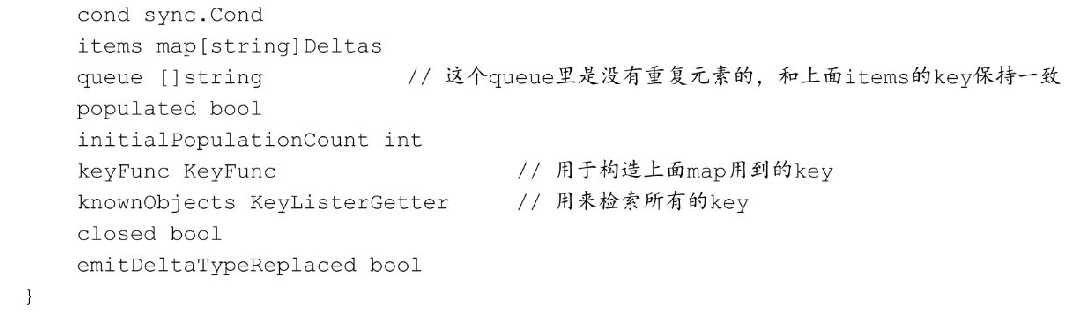 cond sync.Cond
items map[string]Deltas
queue []string // 这个queue里是没有重复元素的，和上面items的key保持一致
populated bool
initialPopulationCount int
keyFunc KeyFunc // 用于构造上面map用到的key
knownObjects KeyListerGetter // 用来检索所有的key
closed bool
emitDeltaTypeReplaced bool
}